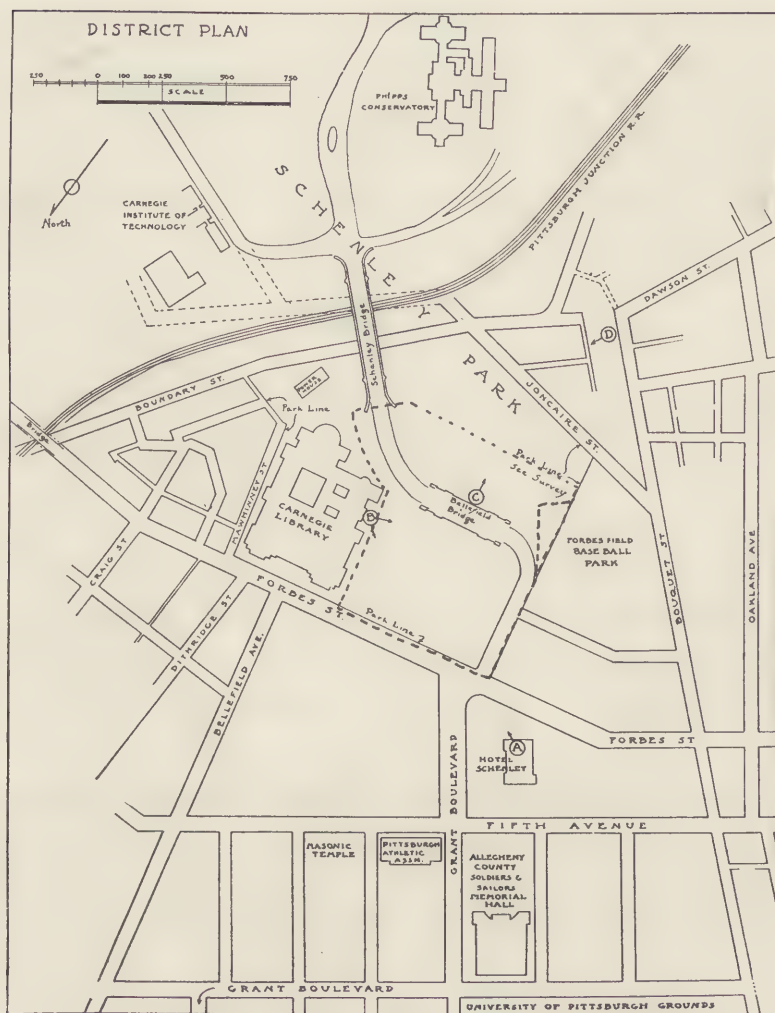 DISTRICT PLAN
250 0 100 200 250 500 750
SCALE
PHIPPS
CONSERVATORY
North
CARNEGIE
INSTITUTE OF
TECHNOLOGY
SCHENLEY
PARK
PITTSBURGH JUNCTION R.R.
DAWSON ST.
D
Schenley Bridge
BOUNDARY ST.
POWER
HOUSE
Park Line
JONCAIRE ST.
Bridge
Park Line
See Survey
MAWHINNEY ST
CARNEGIE
LIBRARY
B
C
Bellefield
Bridge
FORBES FIELD
BASE BALL
PARK
CRAIG ST
BOUQUET ST
OAKLAND AVE
FORBES ST.
Park Line
DITHRIDGE ST
BELLEFIELD AVE.
FORBES ST
A
HOTEL
SCHENLEY
GRANT BOULEVARD
FIFTH AVENUE
MASONIC
TEMPLE
PITTSBURGH
ATHLETIC
ASSN.
ALLEGHENY
COUNTY
SOLDIERS &
SAILORS
MEMORIAL
HALL
GRANT BOULEVARD
UNIVERSITY OF PITTSBURGH GROUNDS